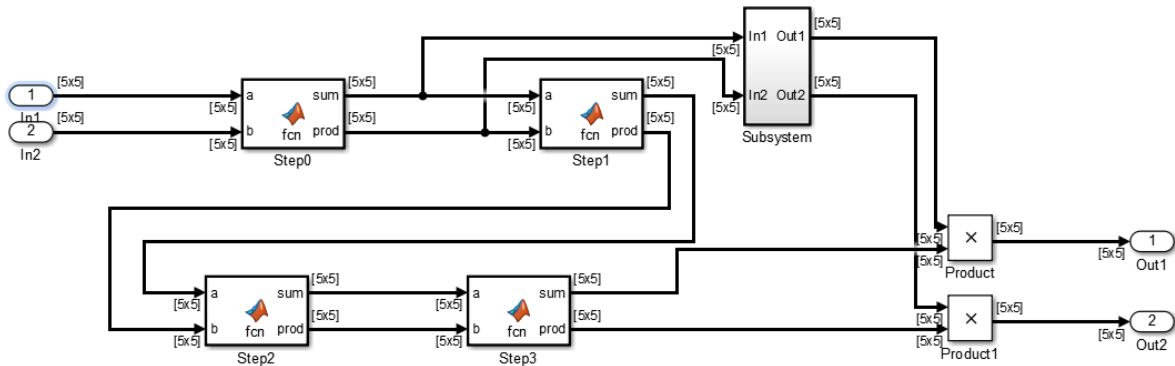 [5x5]
In1 Out1
[5x5]
[5x5]
[5x5]
[5x5]
[5x5]
[5x5]
1
a sum
a sum
In2 Out2
[5x5]
[5x5]
[5x5]
[5x5]
In1
[5x5]
[5x5]
[5x5]
[5x5]
2
b prod
b prod
Subsystem
In2
[5x5]
fcn
[5x5]
fcn
Step0
Step1
[5x5]
×
1
[5x5]
[5x5]
[5x5]
Product
Out1
[5x5]
[5x5]
a sum
a sum
[5x5]
[5x5]
[5x5]
[5x5]
[5x5]
×
2
b prod
b prod
[5x5]
[5x5]
fcn
[5x5]
fcn
Product1
Out2
Step2
Step3